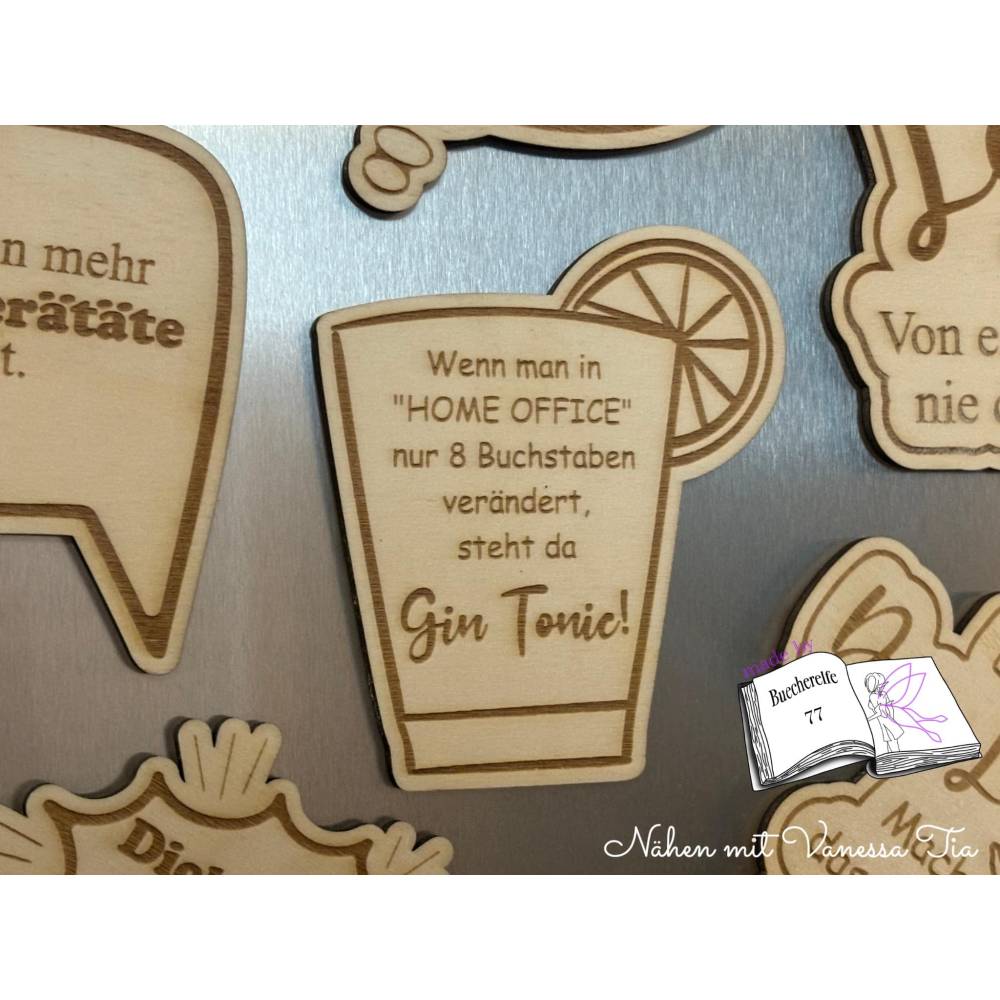 n mehr
erätäte
t.
Wenn man in
"HOME OFFICE"
nur 8 Buchstaben
verändert,
steht da
Gin Tonic!
Von e
nie
made by
Buecherelfe
77
Nähen mit Vanessa Tia